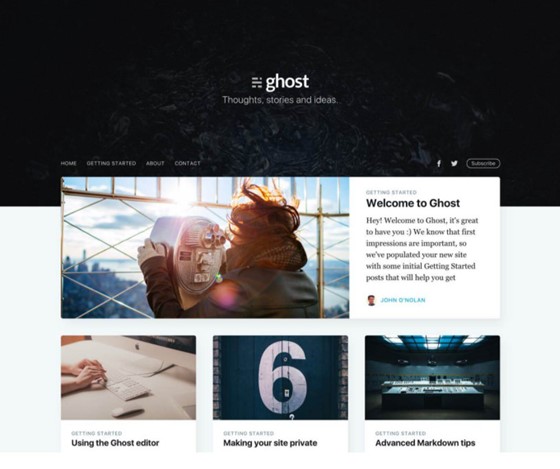 ghost
Thoughts, stories and ideas.
HOME GETTING STARTED ABOUT CONTACT
Subscribe
GETTING STARTED
Welcome to Ghost
Hey! Welcome to Ghost, it's great
to have you :) We know that first
impressions are important, so
we've populated your new site
with some initial Getting Started
posts that will help you get
JOHN O'NOLAN
6
GETTING STARTED
Using the Ghost editor
GETTING STARTED
Making your site private
GETTING STARTED
Advanced Markdown tips